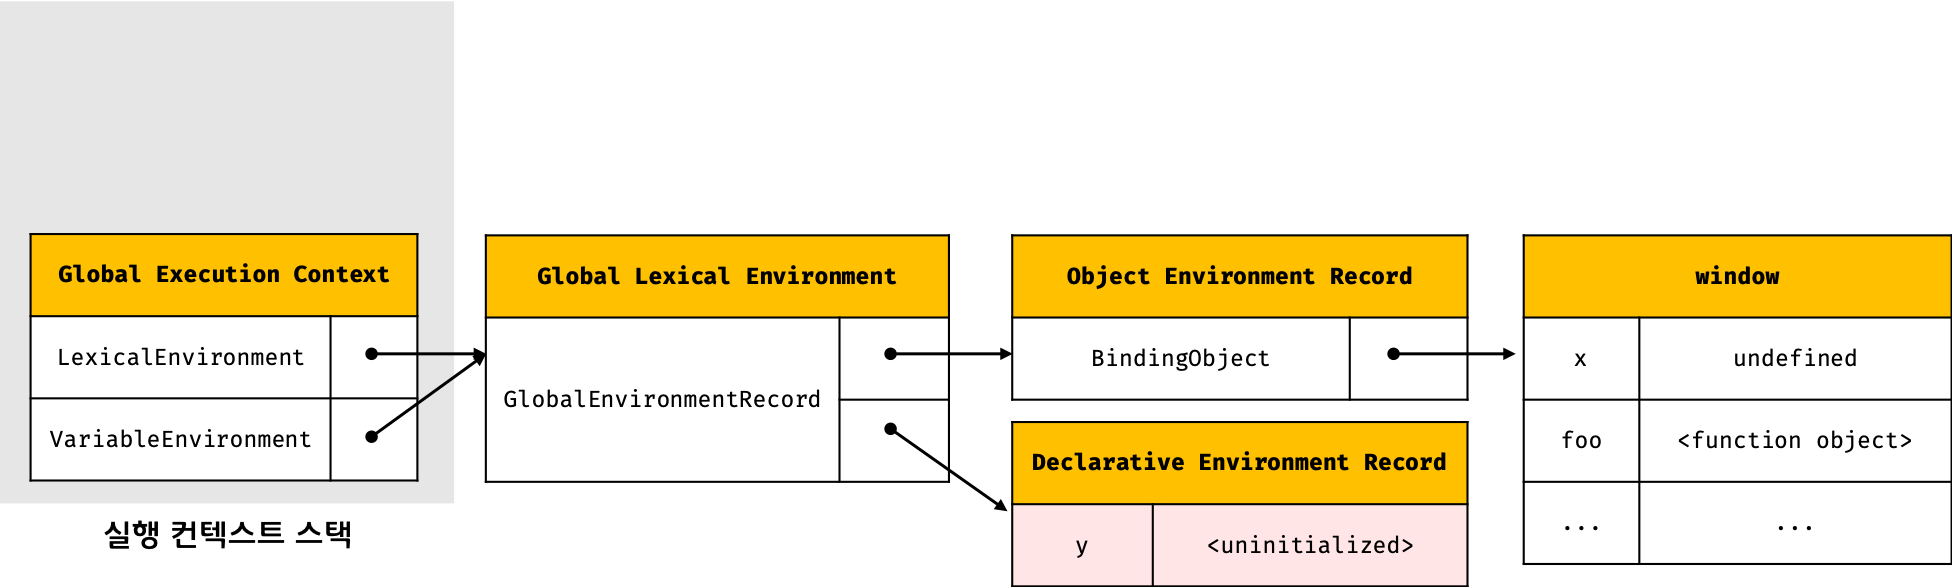 Global Execution Context
LexicalEnvironment
VariableEnvironment
실행 컨텍스트 스택
Global Lexical Environment
GlobalEnvironmentRecord
Object Environment Record
BindingObject
Declarative Environment Record
y <uninitialized>
window
x undefined
foo <function object>
... ...